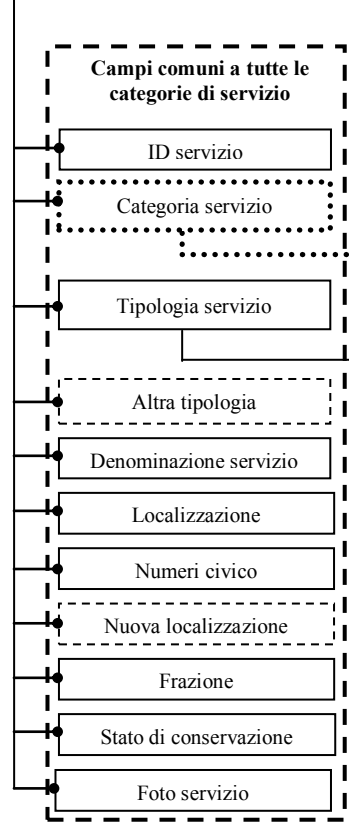 Campi comuni a tutte le
categorie di servizio
ID servizio
Categoria servizio
Tipologia servizio
Altra tipologia
Denominazione servizio
Localizzazione
Numeri civico
Nuova localizzazione
Frazione
Stato di conservazione
Foto servizio